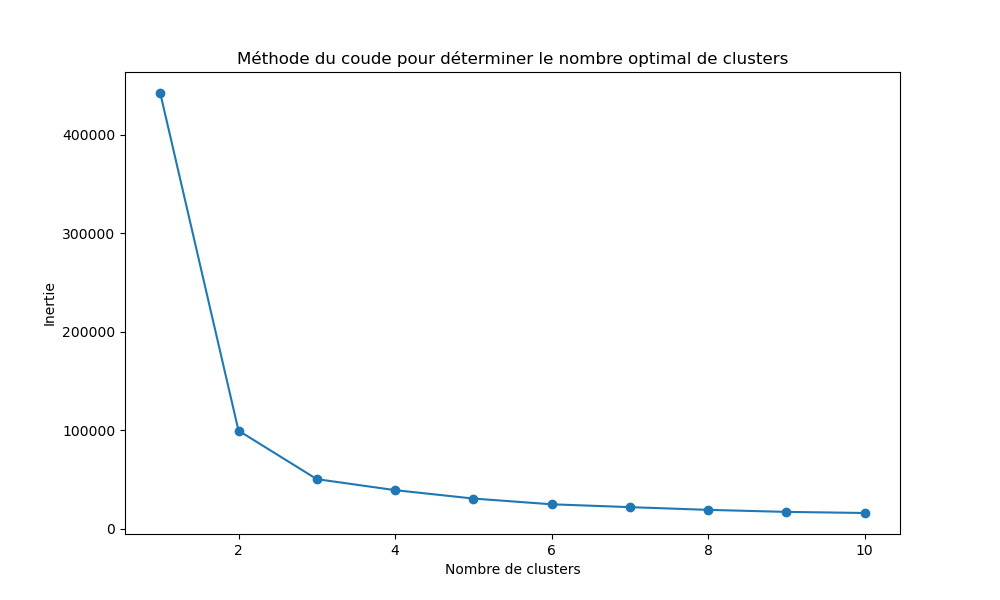 Méthode du coude pour déterminer le nombre optimal de clusters
400000
300000
200000
100000
0
Inertie
2 4 6 8 10
Nombre de clusters